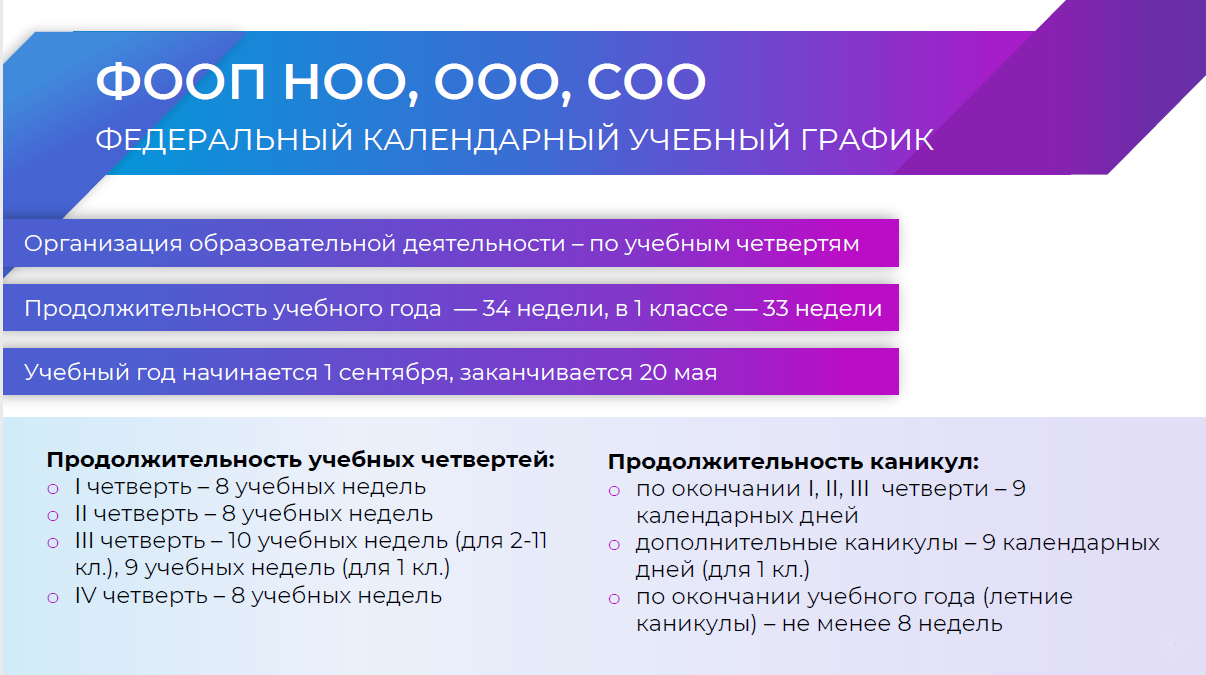 ФООП НОО, ООО, СОО
ФЕДЕРАЛЬНЫЙ КАЛЕНДАРНЫЙ УЧЕБНЫЙ ГРАФИК
Организация образовательной деятельности – по учебным четвертям
Продолжительность учебного года — 34 недели, в 1 классе — 33 недели
Учебный год начинается 1 сентября, заканчивается 20 мая
Продолжительность учебных четвертей:
o I четверть – 8 учебных недель
o II четверть – 8 учебных недель
o III четверть – 10 учебных недель (для 2-11
кл.), 9 учебных недель (для 1 кл.)
o IV четверть – 8 учебных недель
Продолжительность каникул:
o по окончании I, II, III четверти – 9
календарных дней
o дополнительные каникулы – 9 календарных
дней (для 1 кл.)
o по окончании учебного года (летние
каникулы) – не менее 8 недель